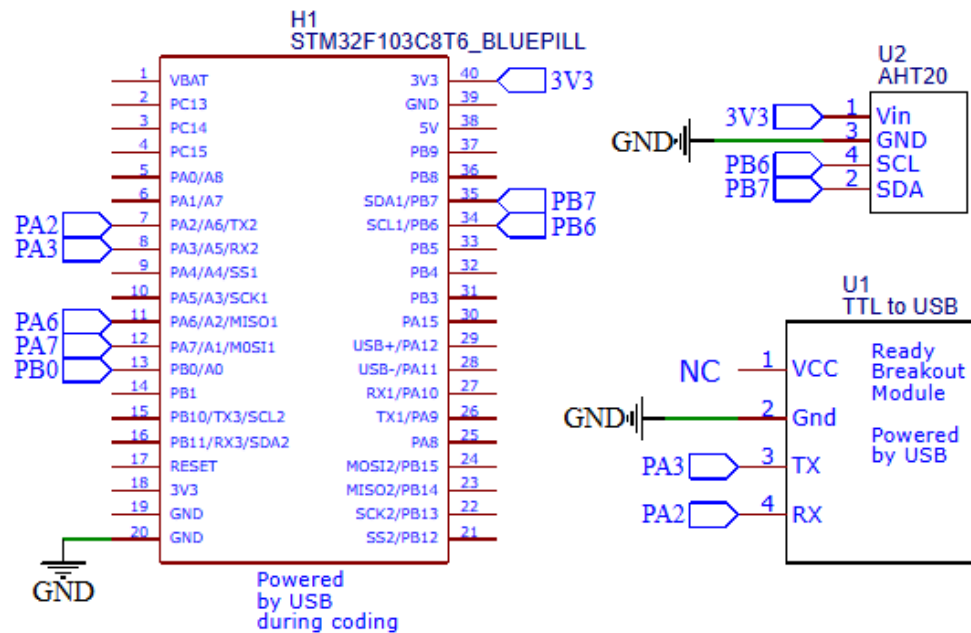 H1
STM32F103C8T6_BLUEPILL
1 VBAT
2 PC13
3 PC14
4 PC15
5 PA0/A8
6 PA1/A7
PA2 7 PA2/A6/TX2
PA3 8 PA3/A5/RX2
9 PA4/A4/SS1
10 PA5/A3/SCK1
PA6 11 PA6/A2/MISO1
PA7 12 PA7/A1/M0SI1
PB0 13 PB0/A0
14 PB1
15 PB10/TX3/SCL2
16 PB11/RX3/SDA2
17 RESET
18 3V3
19 GND
20 GND
GND
3V3 40 3V3
GND 39
5V 38
PB9 37
PB8 36
SDA1/PB7 35 PB7
SCL1/PB6 34 PB6
PB5 33
PB4 32
PB3 31
PA15 30
USB+/PA12 29
USB-/PA11 28
RX1/PA10 27
TX1/PA9 26
PA8 25
MOSI2/PB15 24
MISO2/PB14 23
SCK2/PB13 22
SS2/PB12 21
Powered
by USB
during coding
U2
AHT20
3V3 1 Vin
GND 3 GND
PB6 4 SCL
PB7 2 SDA
U1
TTL to USB
NC 1 VCC
GND 2 Gnd
PA3 3 TX
PA2 4 RX
Ready
Breakout
Module
Powered
by USB